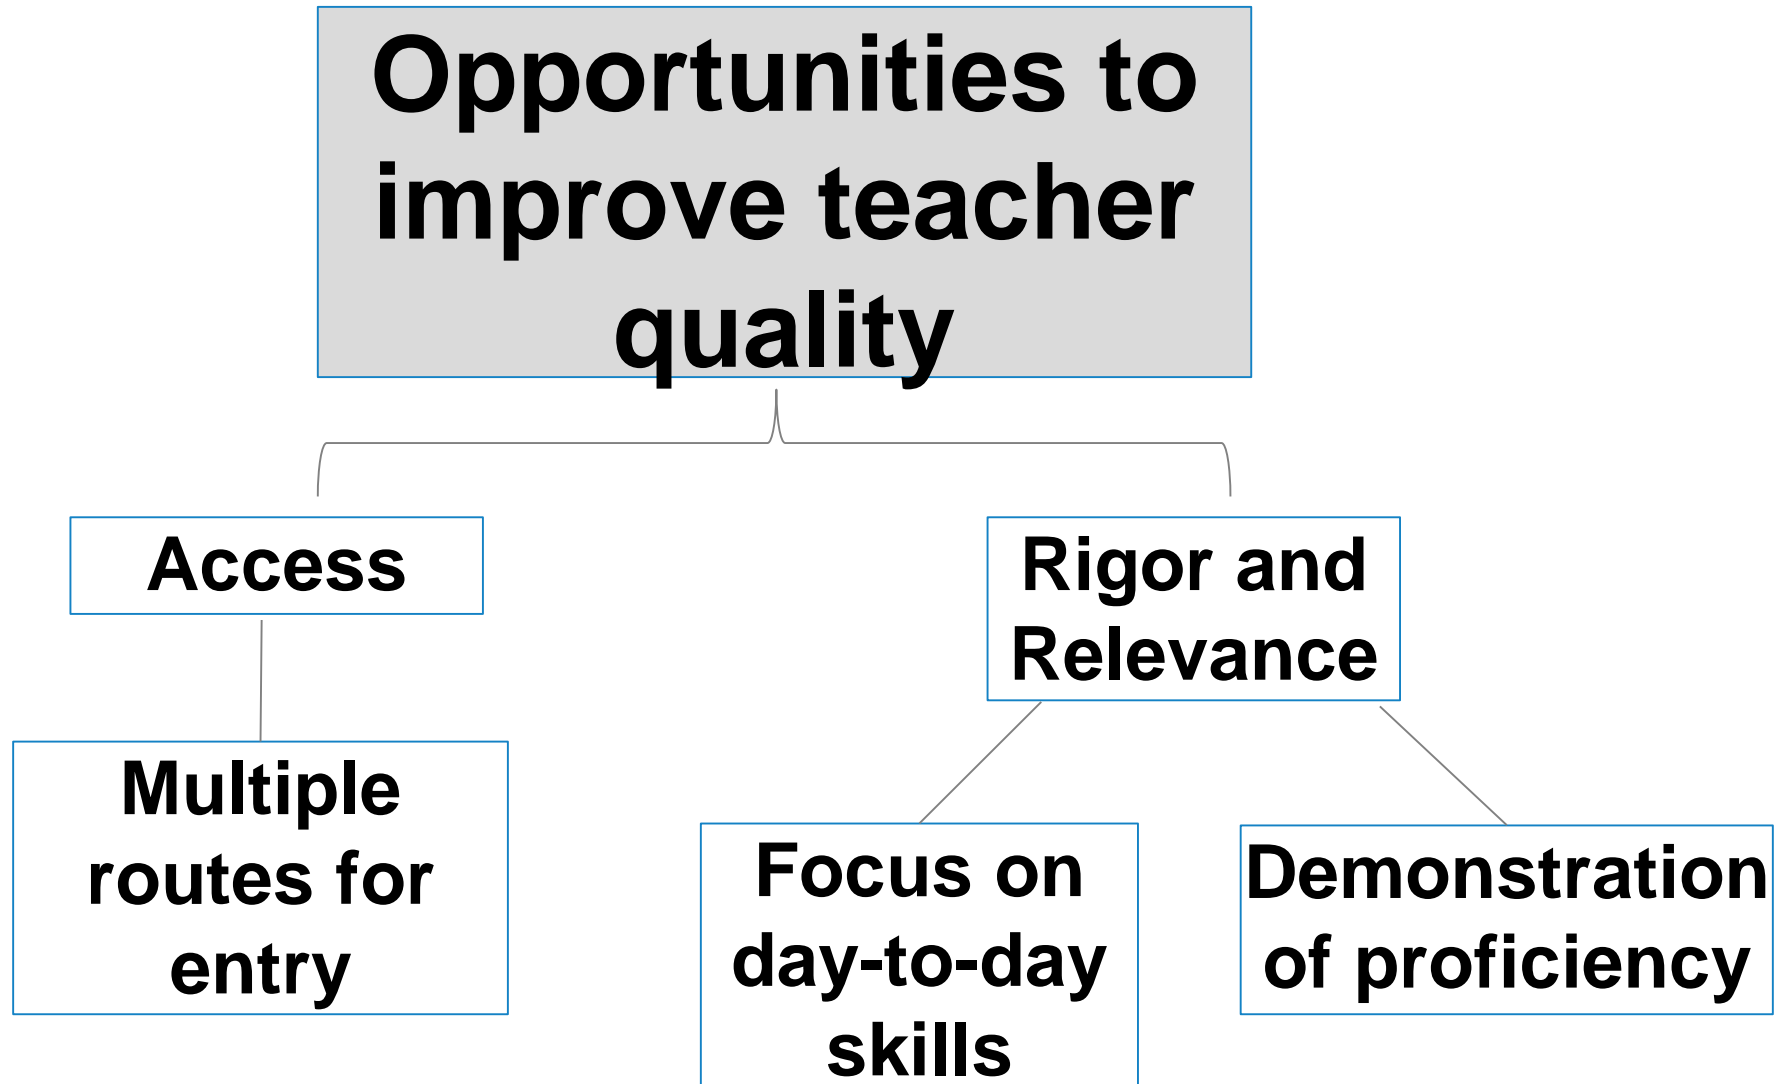 Opportunities to
improve teacher
quality
Access
Rigor and
Relevance
Multiple
routes for
entry
Focus on
day-to-day
skills
Demonstration
of proficiency